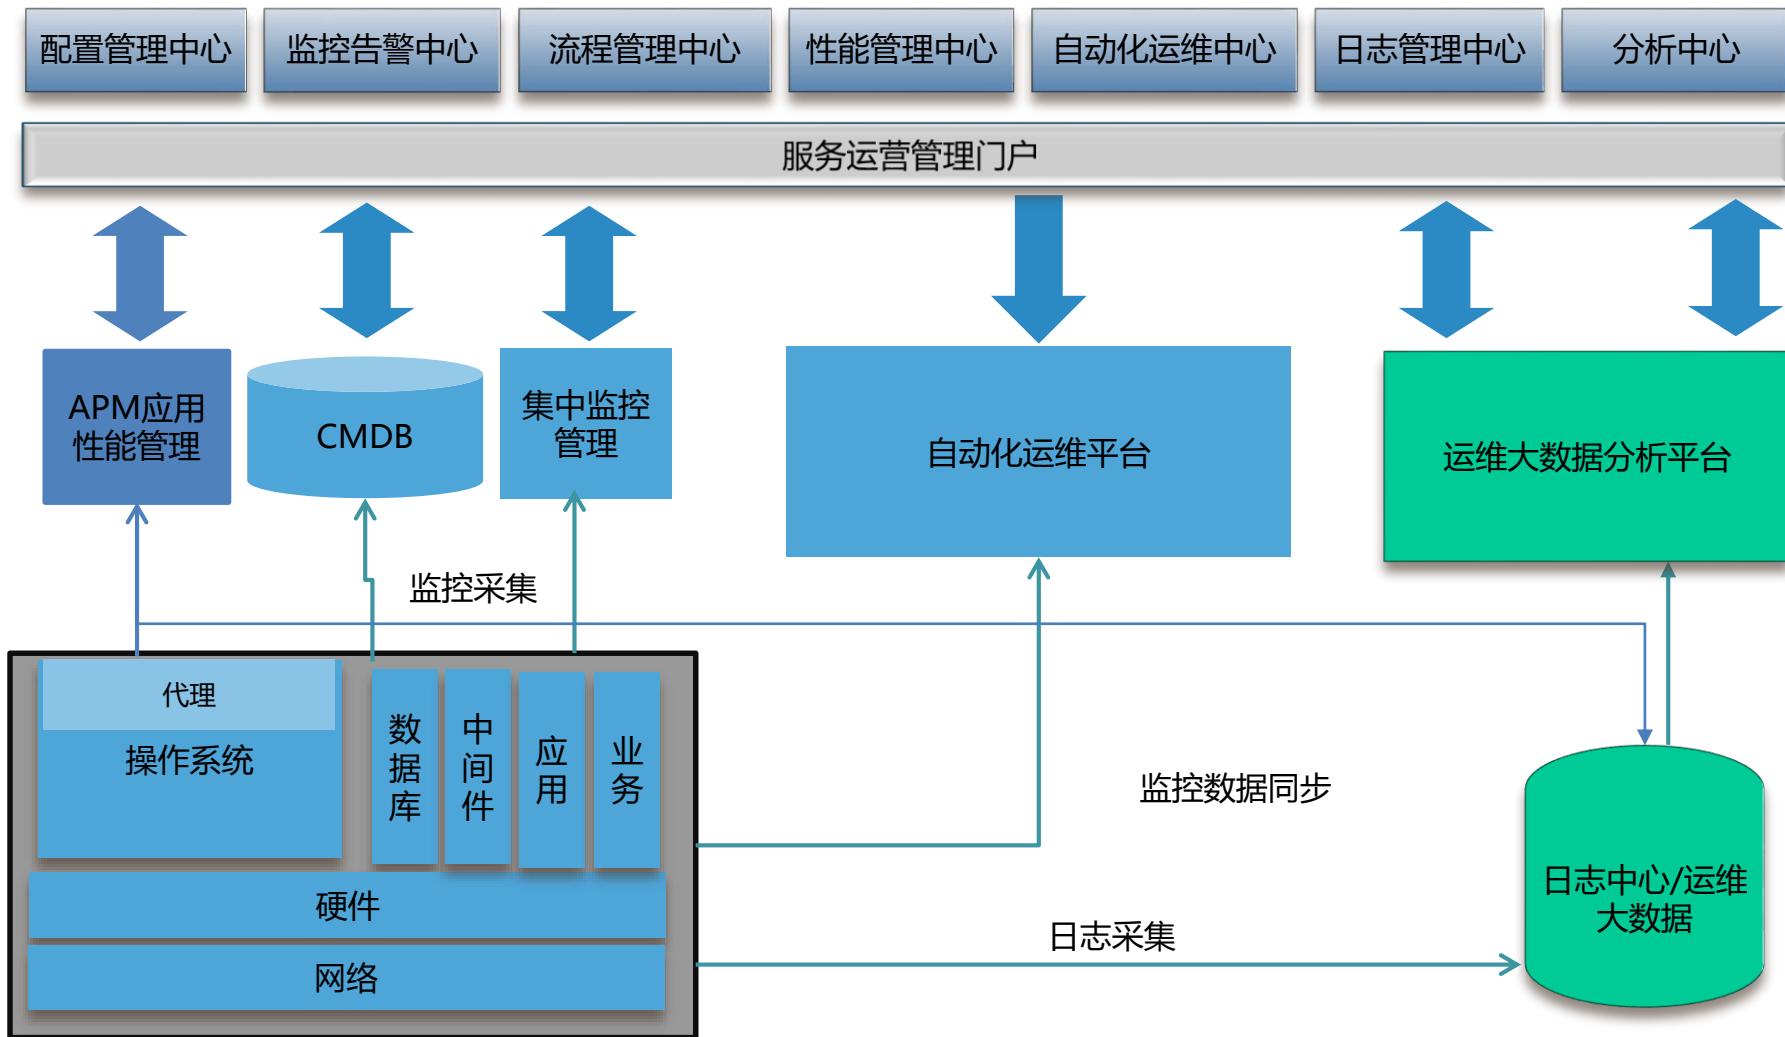 配置管理中心
监控告警中心
流程管理中心
性能管理中心
自动化运维中心
日志管理中心
分析中心
服务运营管理门户
APM应用
性能管理
CMDB
集中监控
管理
自动化运维平台
运维大数据分析平台
监控采集
代理
操作系统
数
据
库
中
间
件
应
用
业
务
硬件
网络
监控数据同步
日志采集
日志中心/运维
大数据